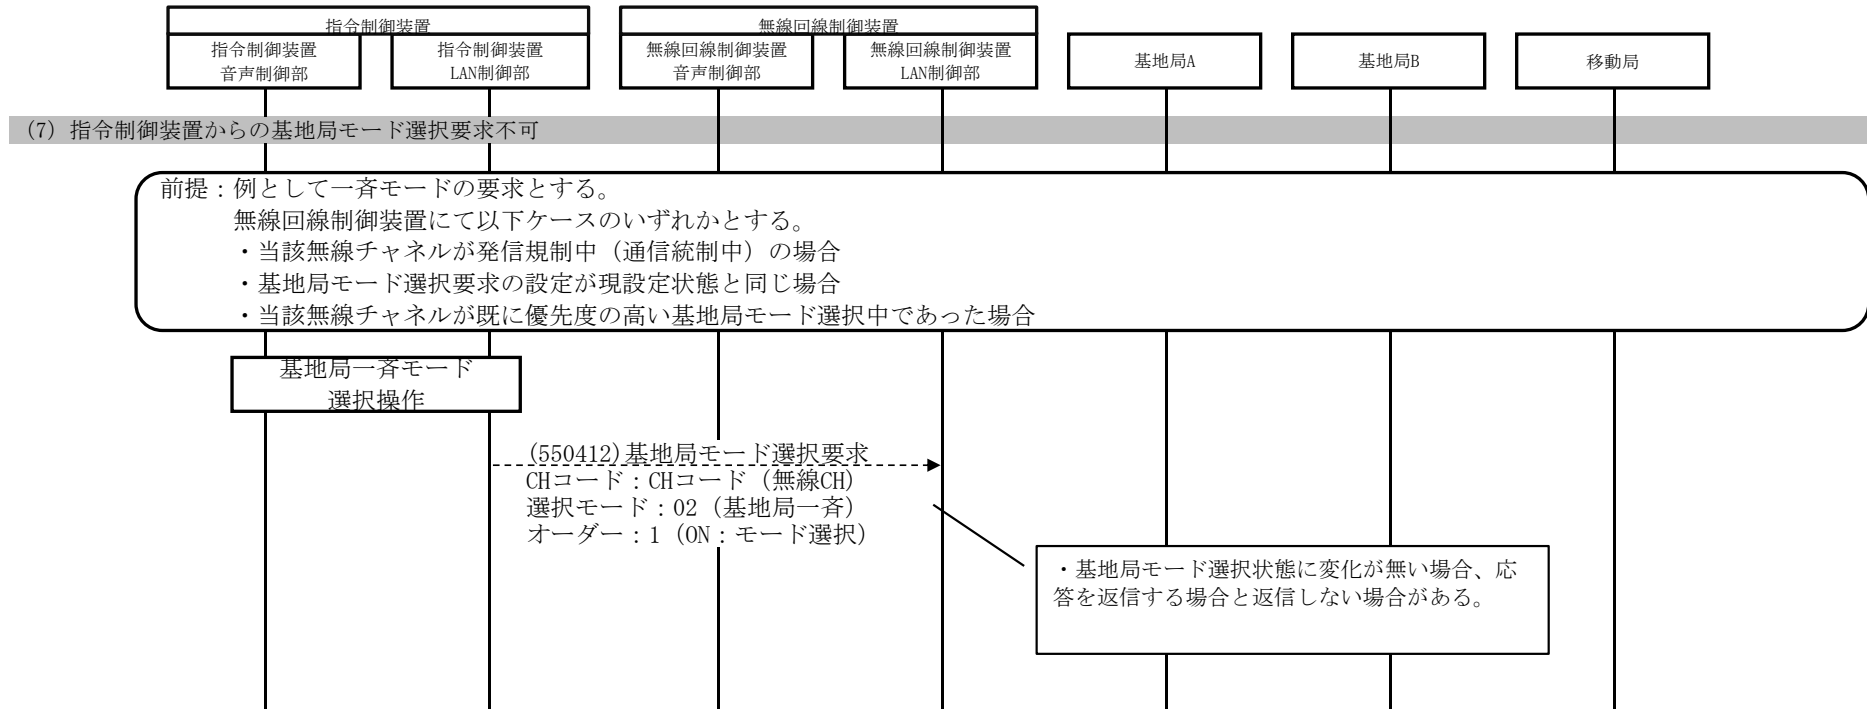 指令制御装置
無線回線制御装置
指令制御装置
音声制御部
指令制御装置
LAN制御部
無線回線制御装置
音声制御部
無線回線制御装置
LAN制御部
基地局A
基地局B
移動局
(7) 指令制御装置からの基地局モード選択要求不可
前提：例として一斉モードの要求とする。
無線回線制御装置にて以下ケースのいずれかとする。
・当該無線チャネルが発信規制中（通信統制中）の場合
・基地局モード選択要求の設定が現設定状態と同じ場合
・当該無線チャネルが既に優先度の高い基地局モード選択中であった場合
基地局一斉モード
選択操作
(550412)基地局モード選択要求
CHコード：CHコード（無線CH）
選択モード：02（基地局一斉）
オーダー：1（ON：モード選択）
・基地局モード選択状態に変化が無い場合、応
答を返信する場合と返信しない場合がある。